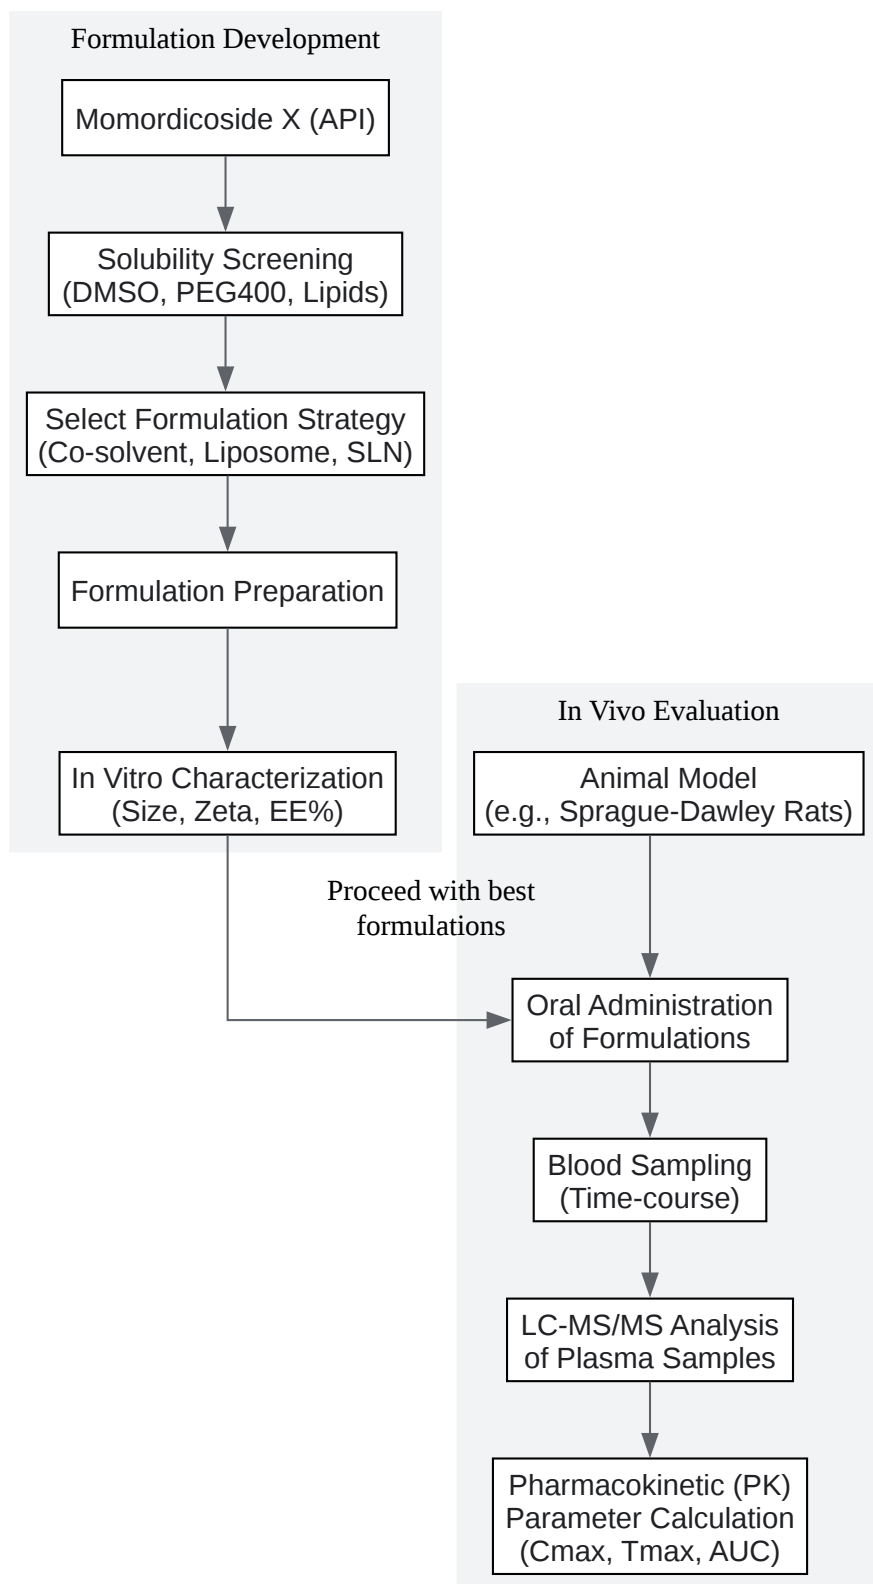 Formulation Development
Momordicoside X (API)
Solubility Screening
(DMSO, PEG400, Lipids)
Select Formulation Strategy
(Co-solvent, Liposome, SLN)
Formulation Preparation
In Vitro Characterization
(Size, Zeta, EE%)
Proceed with best
formulations
In Vivo Evaluation
Animal Model
(e.g., Sprague-Dawley Rats)
Oral Administration
of Formulations
Blood Sampling
(Time-course)
LC-MS/MS Analysis
of Plasma Samples
Pharmacokinetic (PK)
Parameter Calculation
(Cmax, Tmax, AUC)